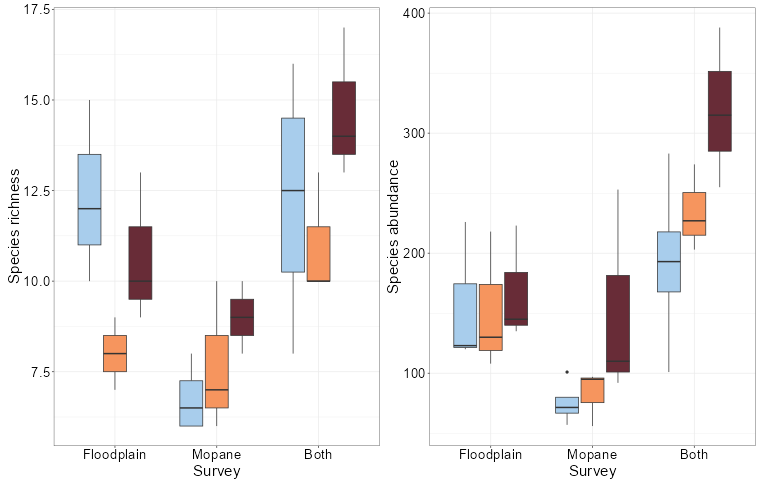 Species richness
17.5
15.0
12.5
10.0
7.5
Floodplain Mopane Both
Survey
Species abundance
400
300
200
100
Floodplain Mopane Both
Survey